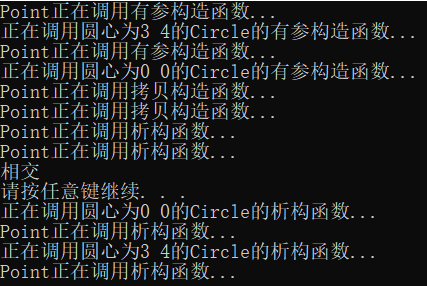 Point正在调用有参构造函数...
正在调用圆心为3 4的Circle的有参构造函数...
Point正在调用有参构造函数...
正在调用圆心为0 0的Circle的有参构造函数...
Point正在调用拷贝构造函数...
Point正在调用拷贝构造函数...
Point正在调用析构函数...
Point正在调用析构函数...
相交
请按任意键继续. . .
正在调用圆心为0 0的Circle的析构函数...
Point正在调用析构函数...
正在调用圆心为3 4的Circle的析构函数...
Point正在调用析构函数...